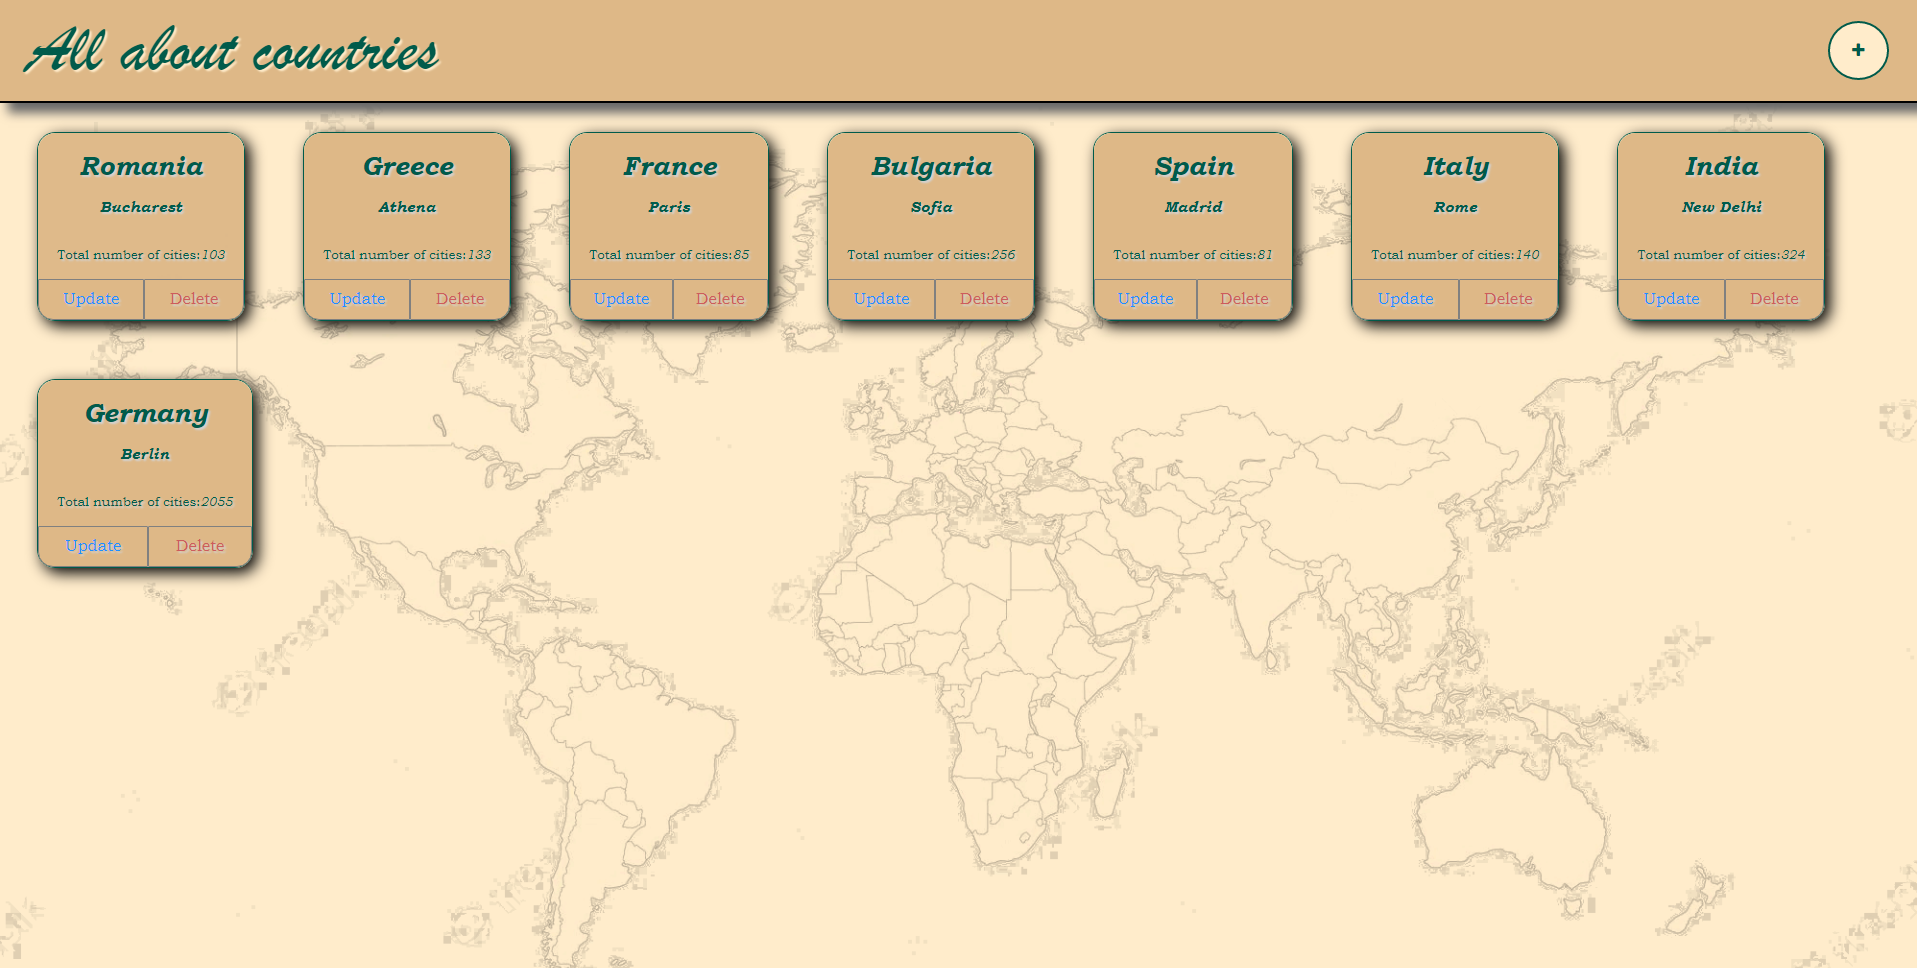 All about countries
+
Romania
Bucharest
Total number of cities:103
Update
Delete
Greece
Athena
Total number of cities:133
Update
Delete
France
Paris
Total number of cities:85
Update
Delete
Bulgaria
Sofia
Total number of cities:256
Update
Delete
Spain
Madrid
Total number of cities:81
Update
Delete
Italy
Rome
Total number of cities:140
Update
Delete
India
New Delhi
Total number of cities:324
Update
Delete
Germany
Berlin
Total number of cities:2055
Update
Delete